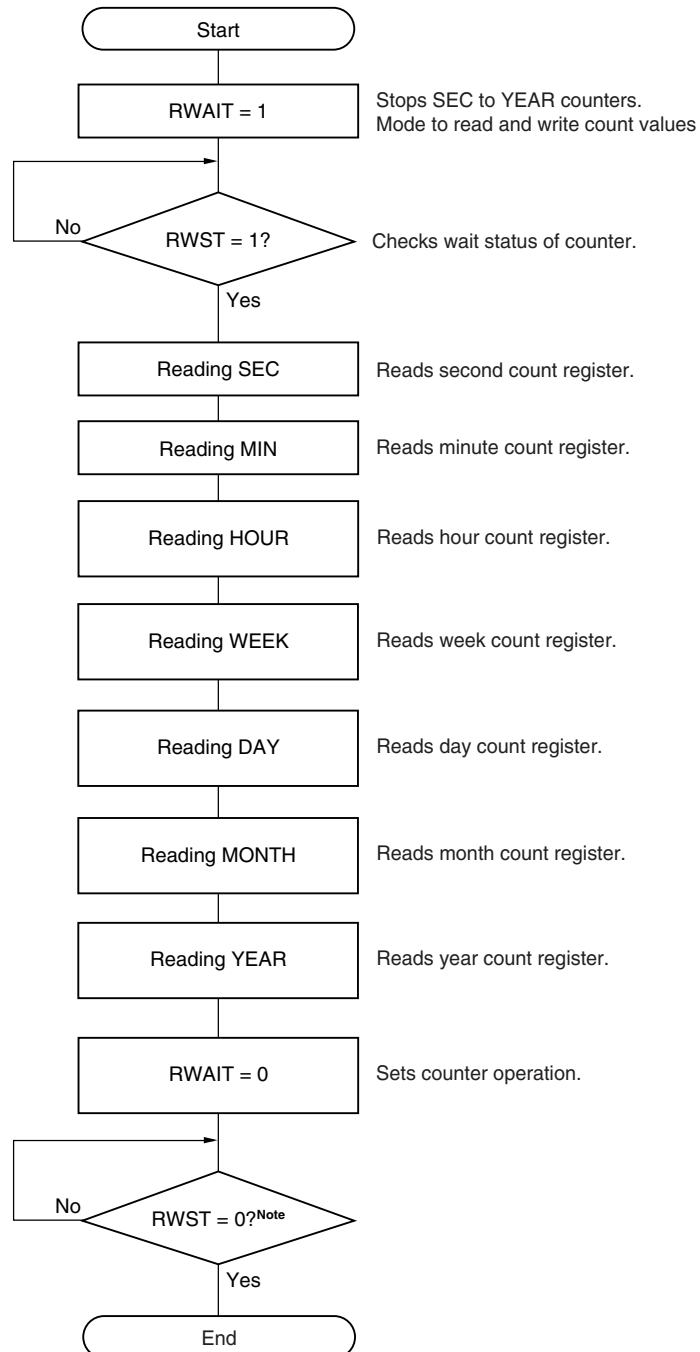 Start
RWAIT = 1
Stops SEC to YEAR counters.
Mode to read and write count values
No
RWST = 1?
Checks wait status of counter.
Yes
Reading SEC
Reads second count register.
Reading MIN
Reads minute count register.
Reading HOUR
Reads hour count register.
Reading WEEK
Reads week count register.
Reading DAY
Reads day count register.
Reading MONTH
Reads month count register.
Reading YEAR
Reads year count register.
RWAIT = 0
Sets counter operation.
No
RWST = 0?Note
Yes
End